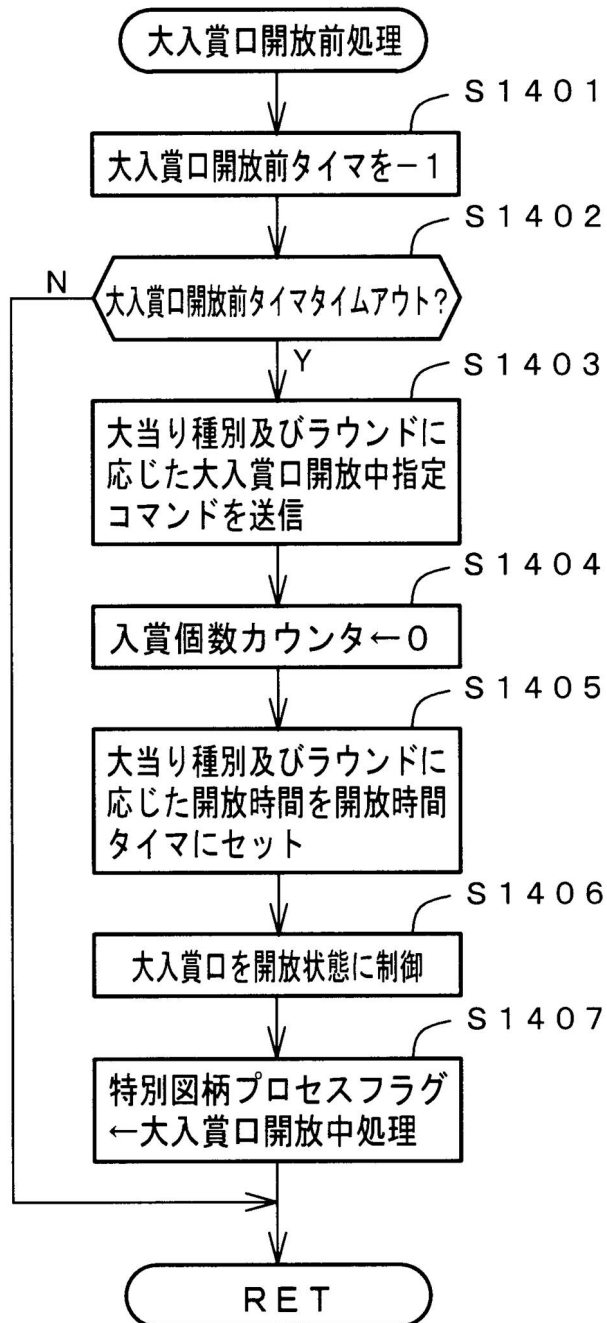 大入賞口開放前処理
S1401
大入賞口開放前タイマを－1
S1402
N
大入賞口開放前タイマタイムアウト？
Y
S1403
大当り種別及びラウンドに
応じた大入賞口開放中指定
コマンドを送信
S1404
入賞個数カウンタ←0
S1405
大当り種別及びラウンドに
応じた開放時間を開放時間
タイマにセット
S1406
大入賞口を開放状態に制御
S1407
特別図柄プロセスフラグ
←大入賞口開放中処理
RET